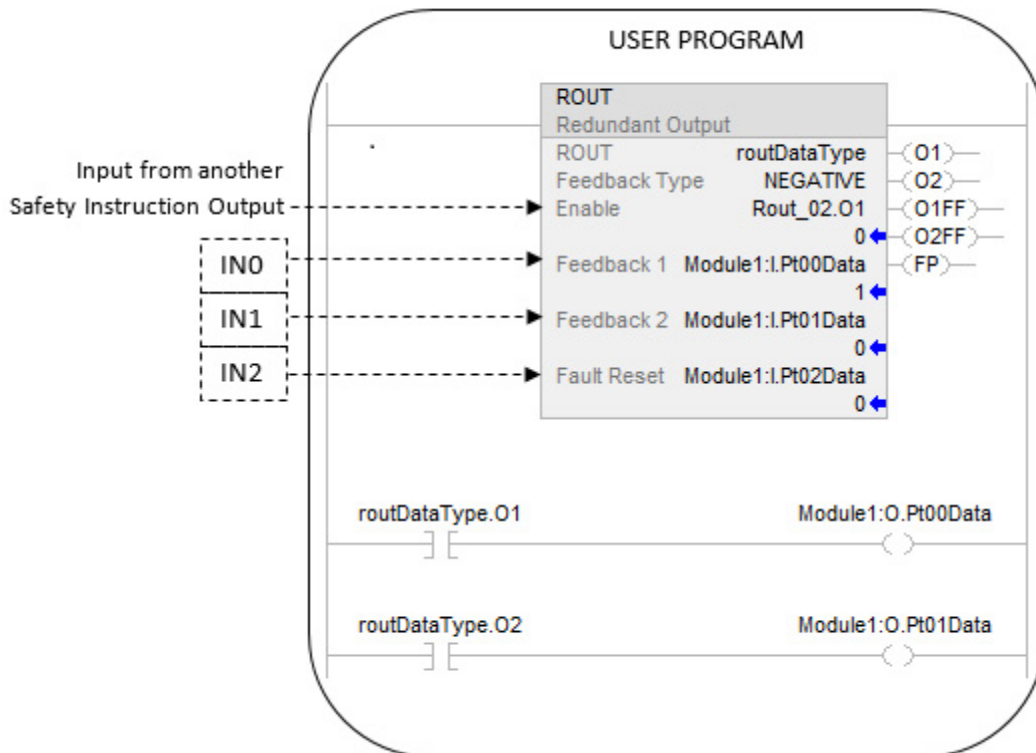 USER PROGRAM
ROUT
Redundant Output
ROUT routDataType O1
Input from another
Feedback Type NEGATIVE O2
Safety Instruction Output
Enable Rout_02.O1 O1FF
0 O2FF
IN0
Feedback 1 Module1:I.Pt00Data FP
1
IN1
Feedback 2 Module1:I.Pt01Data
0
IN2
Fault Reset Module1:I.Pt02Data
0
routDataType.O1 Module1:O.Pt00Data
routDataType.O2 Module1:O.Pt01Data